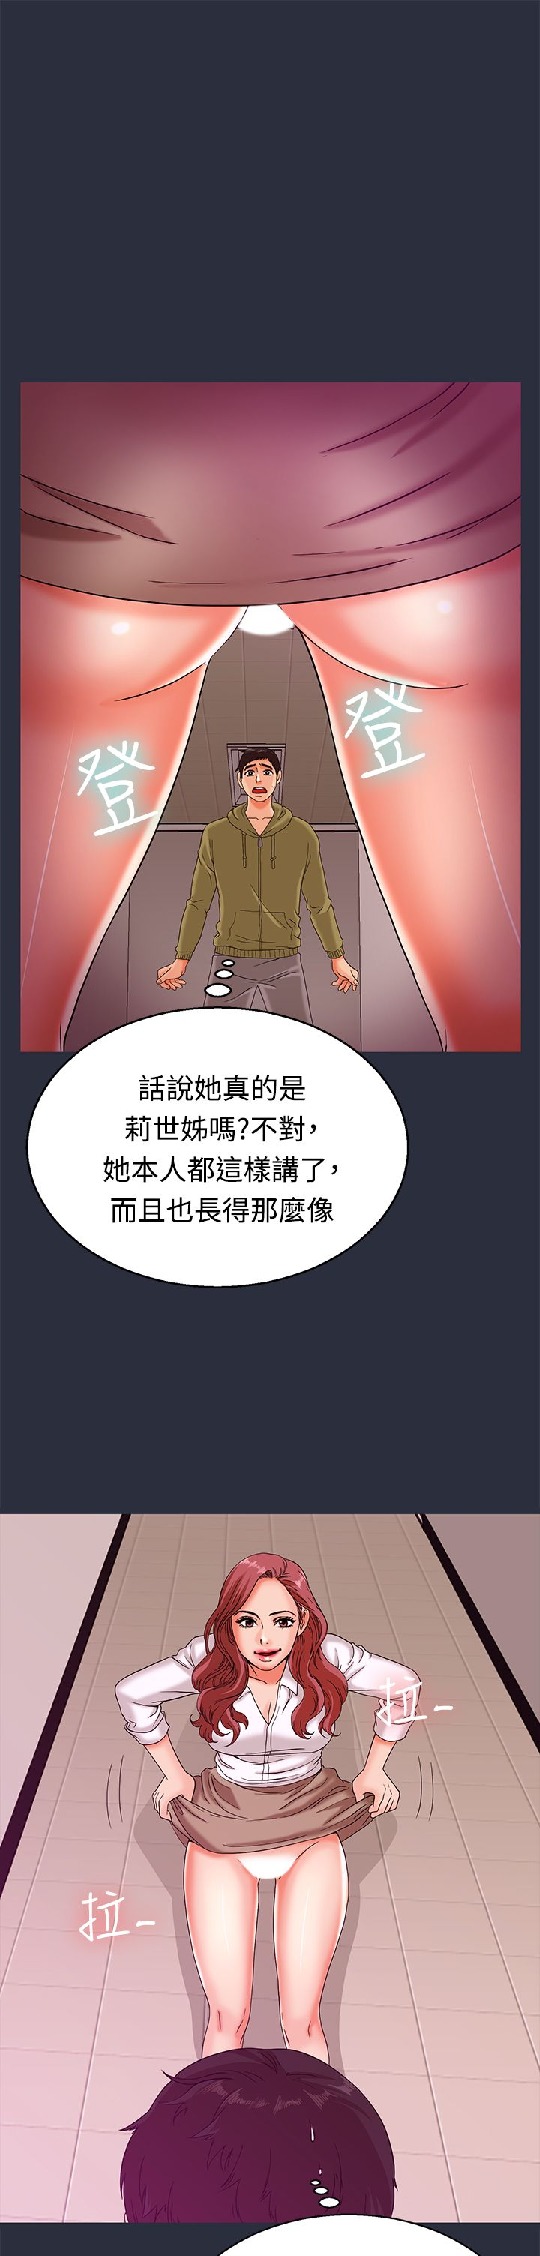 登
登
話說她真的是
莉世姊嗎?不對,
她本人都這樣講了,
而且也長得那麼像
拉-
拉-